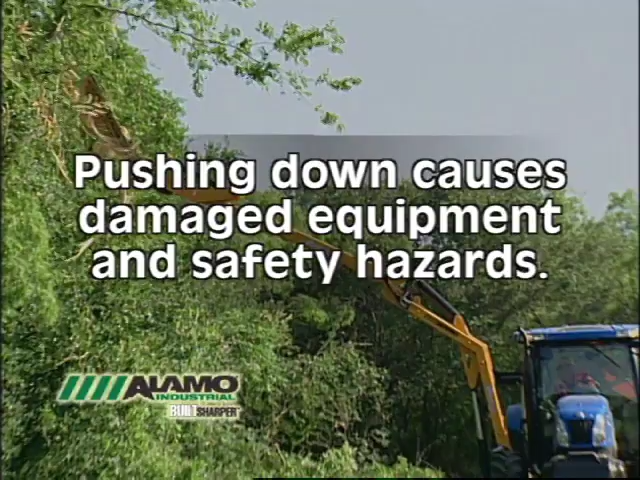 Pushing down causes
damaged equipment
and safety hazards.
ALAMO
INDUSTRIAL
BUILT SHARPER